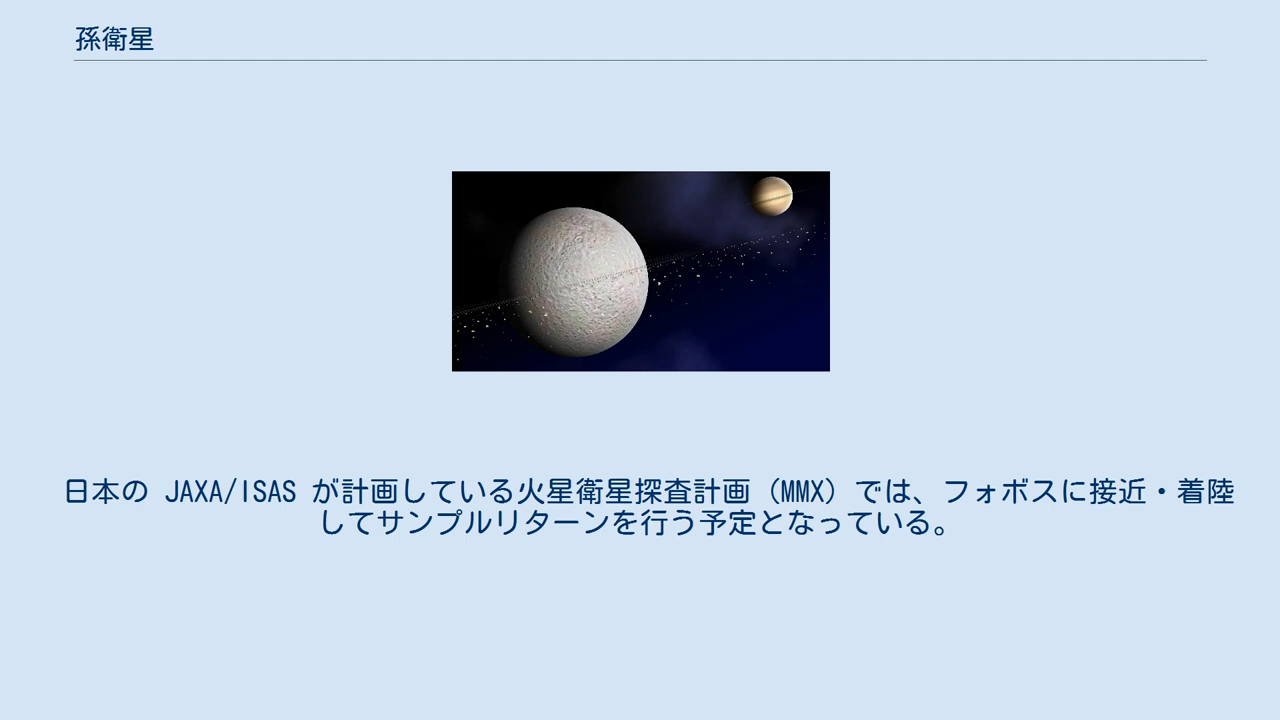 孫衛星
日本の JAXA/ISAS が計画している火星衛星探査計画（MMX）では、フォボスに接近・着陸
してサンプルリターンを行う予定となっている。